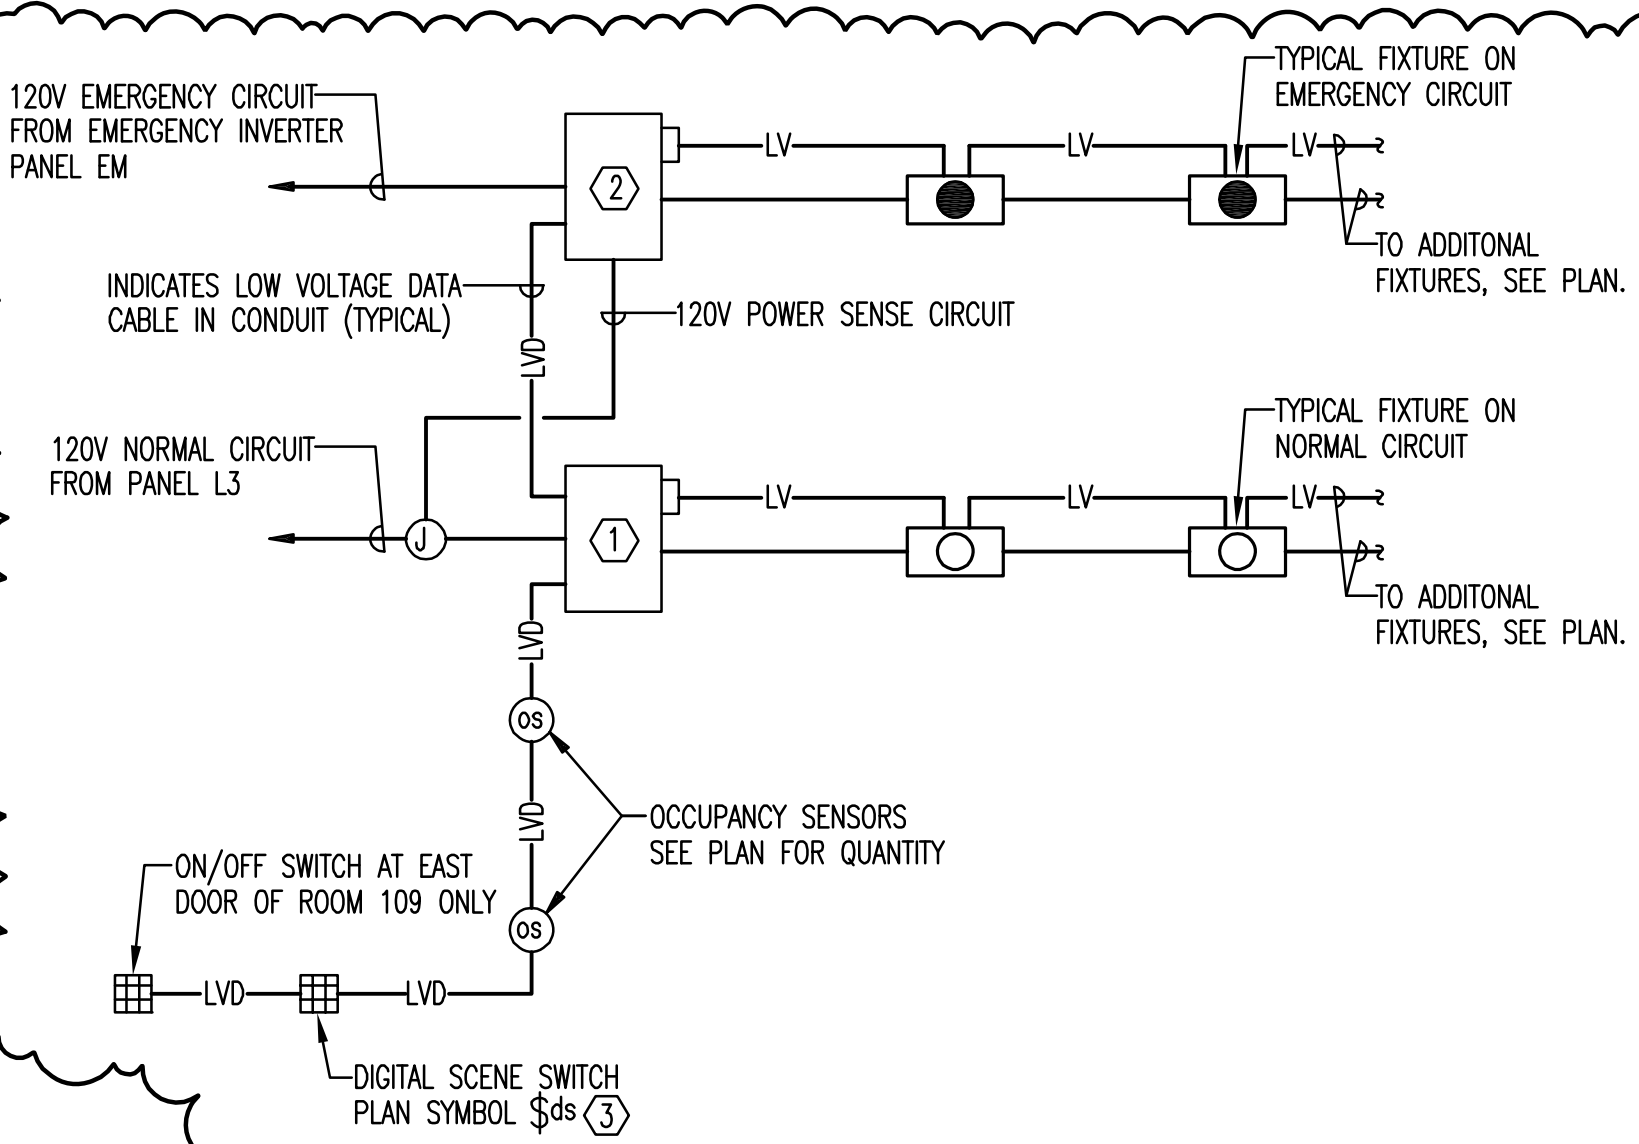 TYPICAL FIXTURE ON
EMERGENCY CIRCUIT
120V EMERGENCY CIRCUIT
FROM EMERGENCY INVERTER
PANEL EM
LV
LV
LV
2
TO ADDITONAL
FIXTURES, SEE PLAN.
INDICATES LOW VOLTAGE DATA
CABLE IN CONDUIT (TYPICAL)
120V POWER SENSE CIRCUIT
LVD
TYPICAL FIXTURE ON
NORMAL CIRCUIT
120V NORMAL CIRCUIT
FROM PANEL L3
LV
LV
LV
J
1
TO ADDITONAL
FIXTURES, SEE PLAN.
LVD
OS
LVD
OCCUPANCY SENSORS
SEE PLAN FOR QUANTITY
ON/OFF SWITCH AT EAST
DOOR OF ROOM 109 ONLY
OS
LVD
LVD
DIGITAL SCENE SWITCH
PLAN SYMBOL $ds 3